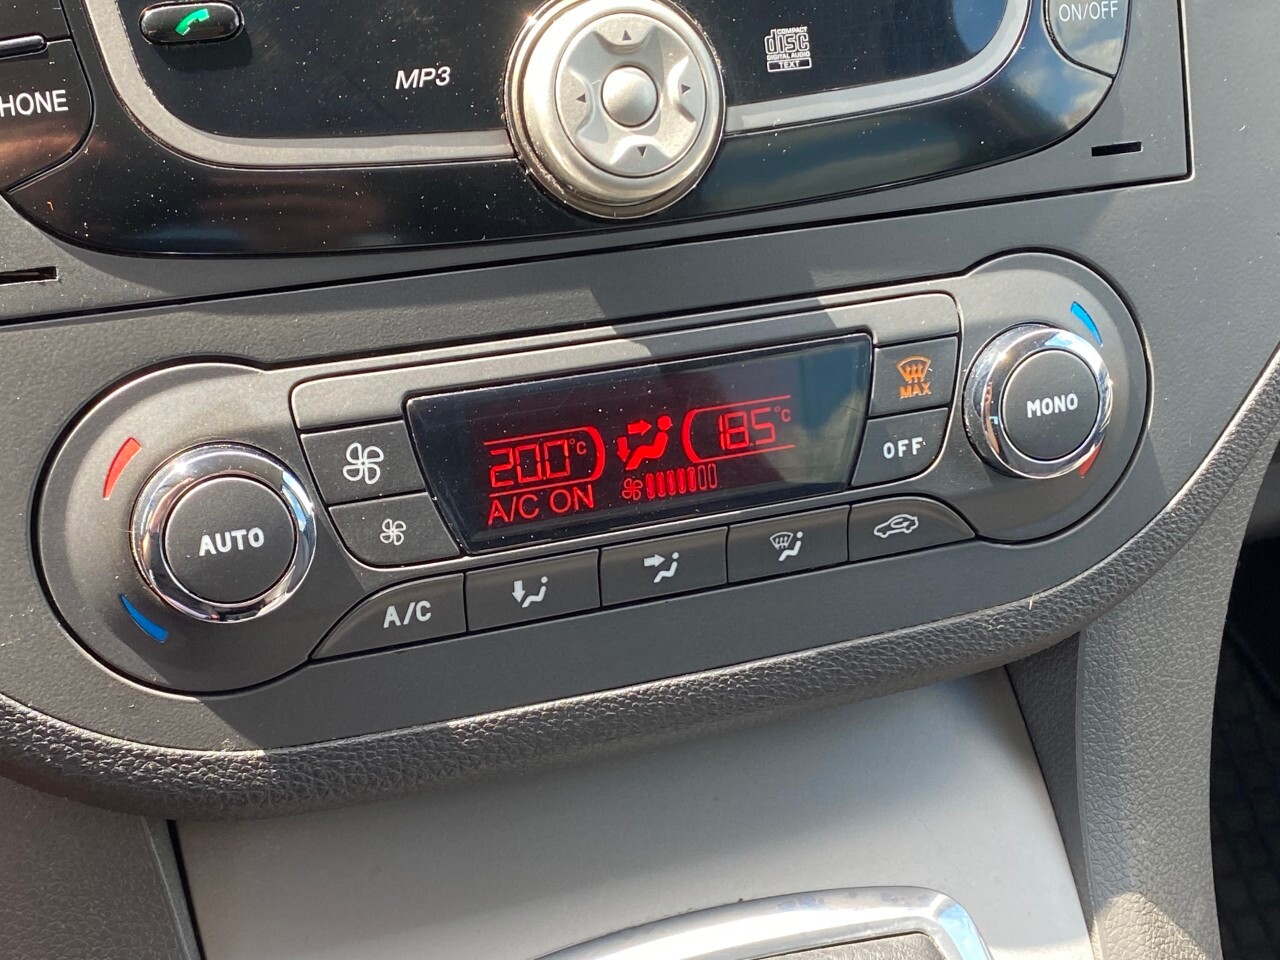 ON/OFF
MP3
COMPACT
disc
DIGITAL AUDIO
TEXT
HONE
MAX
MONO
OFF
20.0°C
18.5°C
A/C ON
AUTO
A/C